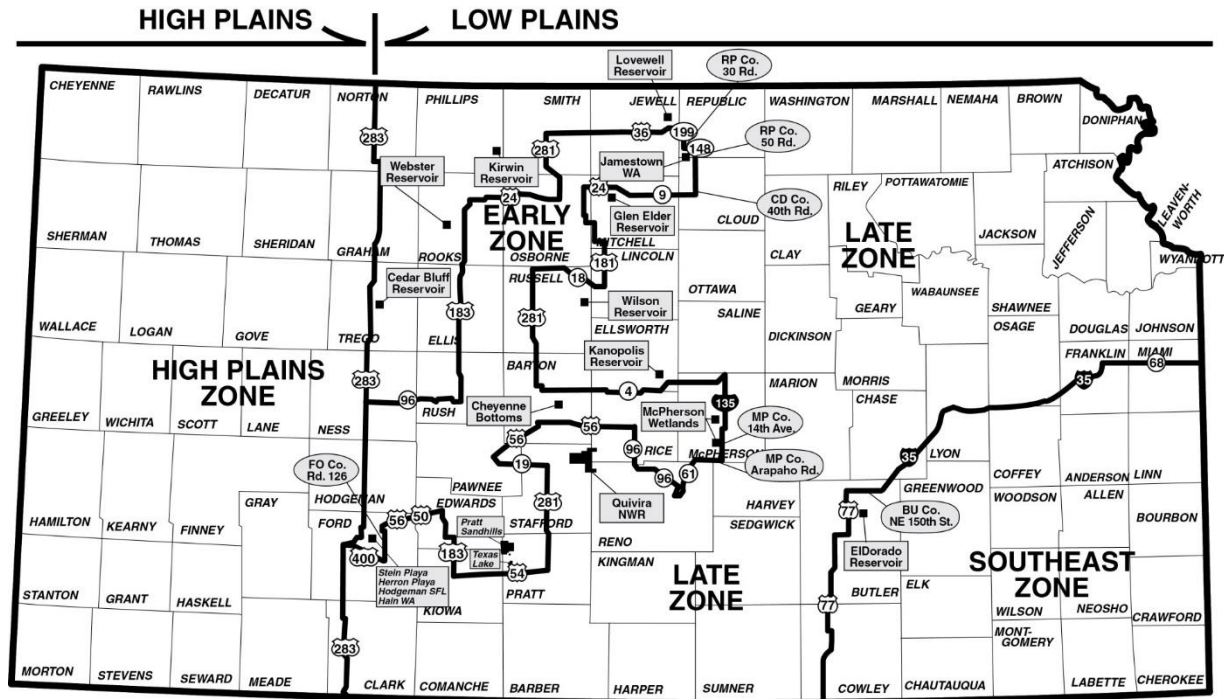 HIGH PLAINS
LOW PLAINS
Lovewell
Reservoir
RP Co.
30 Rd.
CHEYENNE
RAWLINS
DECATUR
NORTON
PHILLIPS
SMITH
JEWELL
REPUBLIC
WASHINGTON
MARSHALL
NEMAHA
BROWN
DONIPHAN
283
36
199
281
148
RP Co.
50 Rd.
Webster
Reservoir
Kirwin
Reservoir
Jamestown
WA
ATCHISON
24
24
9
CD Co.
40th Rd.
RILEY
POTTAWATOMIE
LEAVEN-
WORTH
EARLY
ZONE
Glen Elder
Reservoir
CLOUD
LATE
ZONE
JACKSON
JEFFERSON
SHERMAN
THOMAS
SHERIDAN
GRAHAM
ROOKS
OSBORNE
MITCHELL
LINCOLN
CLAY
WYANDOTT
RUSSELL
181
18
Cedar Bluff
Reservoir
Wilson
Reservoir
OTTAWA
WABAUNSEE
183
281
SALINE
GEARY
SHAWNEE
WALLACE
LOGAN
GOVE
TREGO
ELLIS
ELLSWORTH
DICKINSON
OSAGE
DOUGLAS
JOHNSON
Kanopolis
Reservoir
FRANKLIN
MIAMI
68
HIGH PLAINS
ZONE
283
BARTON
MARION
MORRIS
35
96
4
CHASE
GREELEY
WICHITA
SCOTT
LANE
NESS
RUSH
Cheyenne
Bottoms
135
McPherson
Wetlands
MP Co.
14th Ave.
56
56
96
RICE
McPHERSON
35
LYON
FO Co.
Rd. 126
19
96
61
MP Co.
Arapaho Rd.
COFFEY
ANDERSON
LINN
PAWNEE
GREENWOOD
HODGEMAN
GRAY
EDWARDS
281
Quivira
NWR
HARVEY
77
BU Co.
NE 150th St.
WOODSON
ALLEN
HAMILTON
KEARNY
FINNEY
FORD
56
50
STAFFORD
SEDGWICK
BOURBON
Pratt
Sandhills
RENO
ElDorado
Reservoir
400
183
Texas
Lake
KINGMAN
Stein Playa
Herron Playa
Hodgeman SFL
Hain WA
54
LATE
ZONE
SOUTHEAST
ZONE
STANTON
GRANT
HASKELL
KIOWA
PRATT
BUTLER
ELK
77
WILSON
NEOSHO
CRAWFORD
MONT-
GOMERY
283
MORTON
STEVENS
SEWARD
MEADE
CLARK
COMANCHE
BARBER
HARPER
SUMNER
COWLEY
CHAUTAUQUA
LABETTE
CHEROKEE